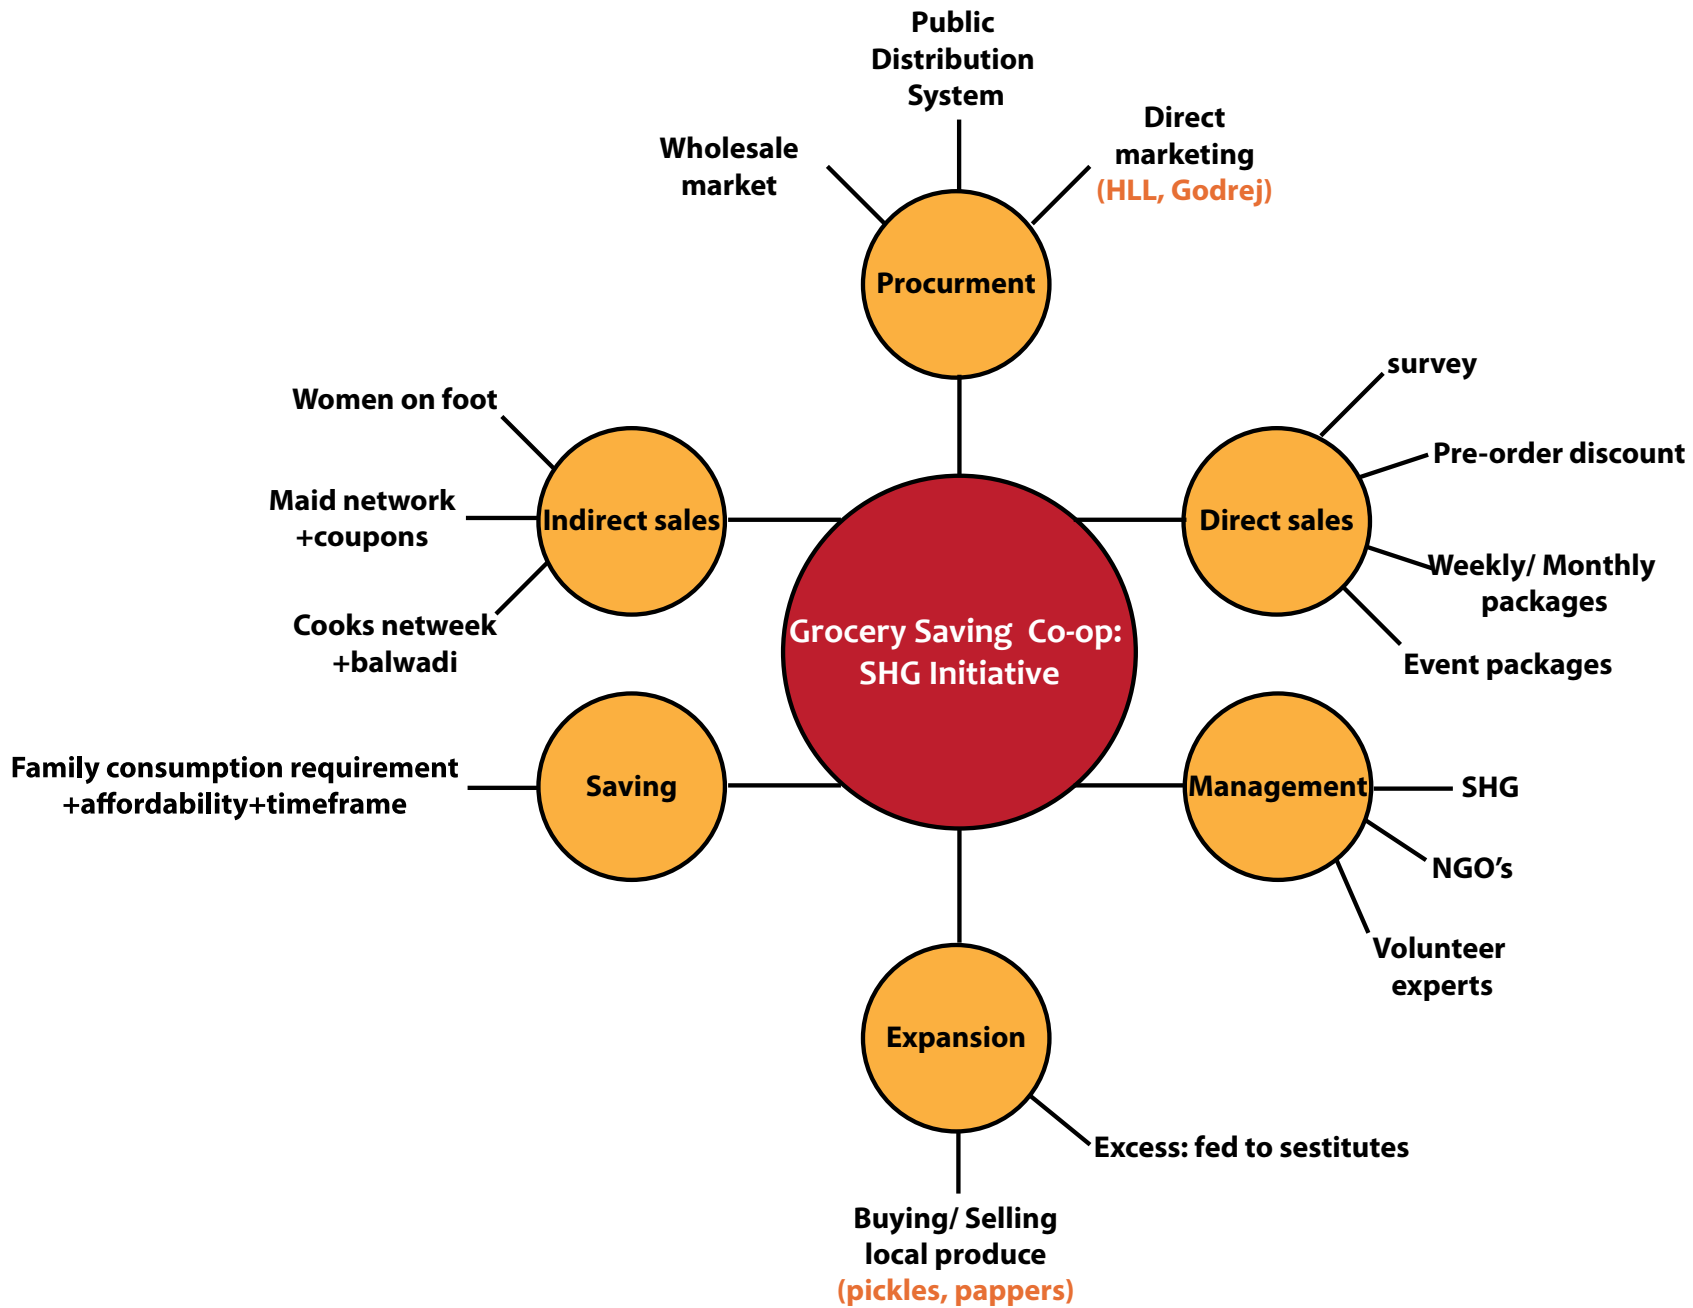 Public
Distribution
System
Wholesale
market
Direct
marketing
(HLL, Godrej)
Procurment
Women on foot
Maid network
+coupons
Cooks netweek
+balwadi
Indirect sales
survey
Pre-order discount
Weekly/ Monthly
packages
Event packages
Direct sales
Grocery Saving Co-op:
SHG Initiative
Family consumption requirement
+affordability+timeframe
Saving
Management
SHG
NGO's
Volunteer
experts
Expansion
Excess: fed to sestitutes
Buying/ Selling
local produce
(pickles, pappers)